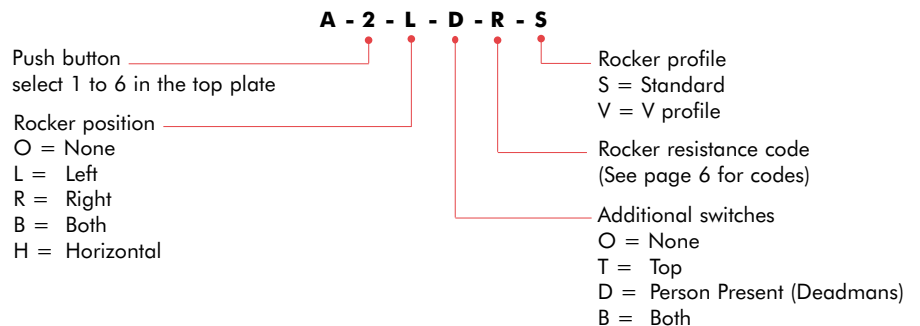 A - 2 - L - D - R - S
Push button
select 1 to 6 in the top plate
Rocker position
O = None
L = Left
R = Right
B = Both
H = Horizontal
Rocker profile
S = Standard
V = V profile
Rocker resistance code
(See page 6 for codes)
Additional switches
O = None
T = Top
D = Person Present (Deadmans)
B = Both